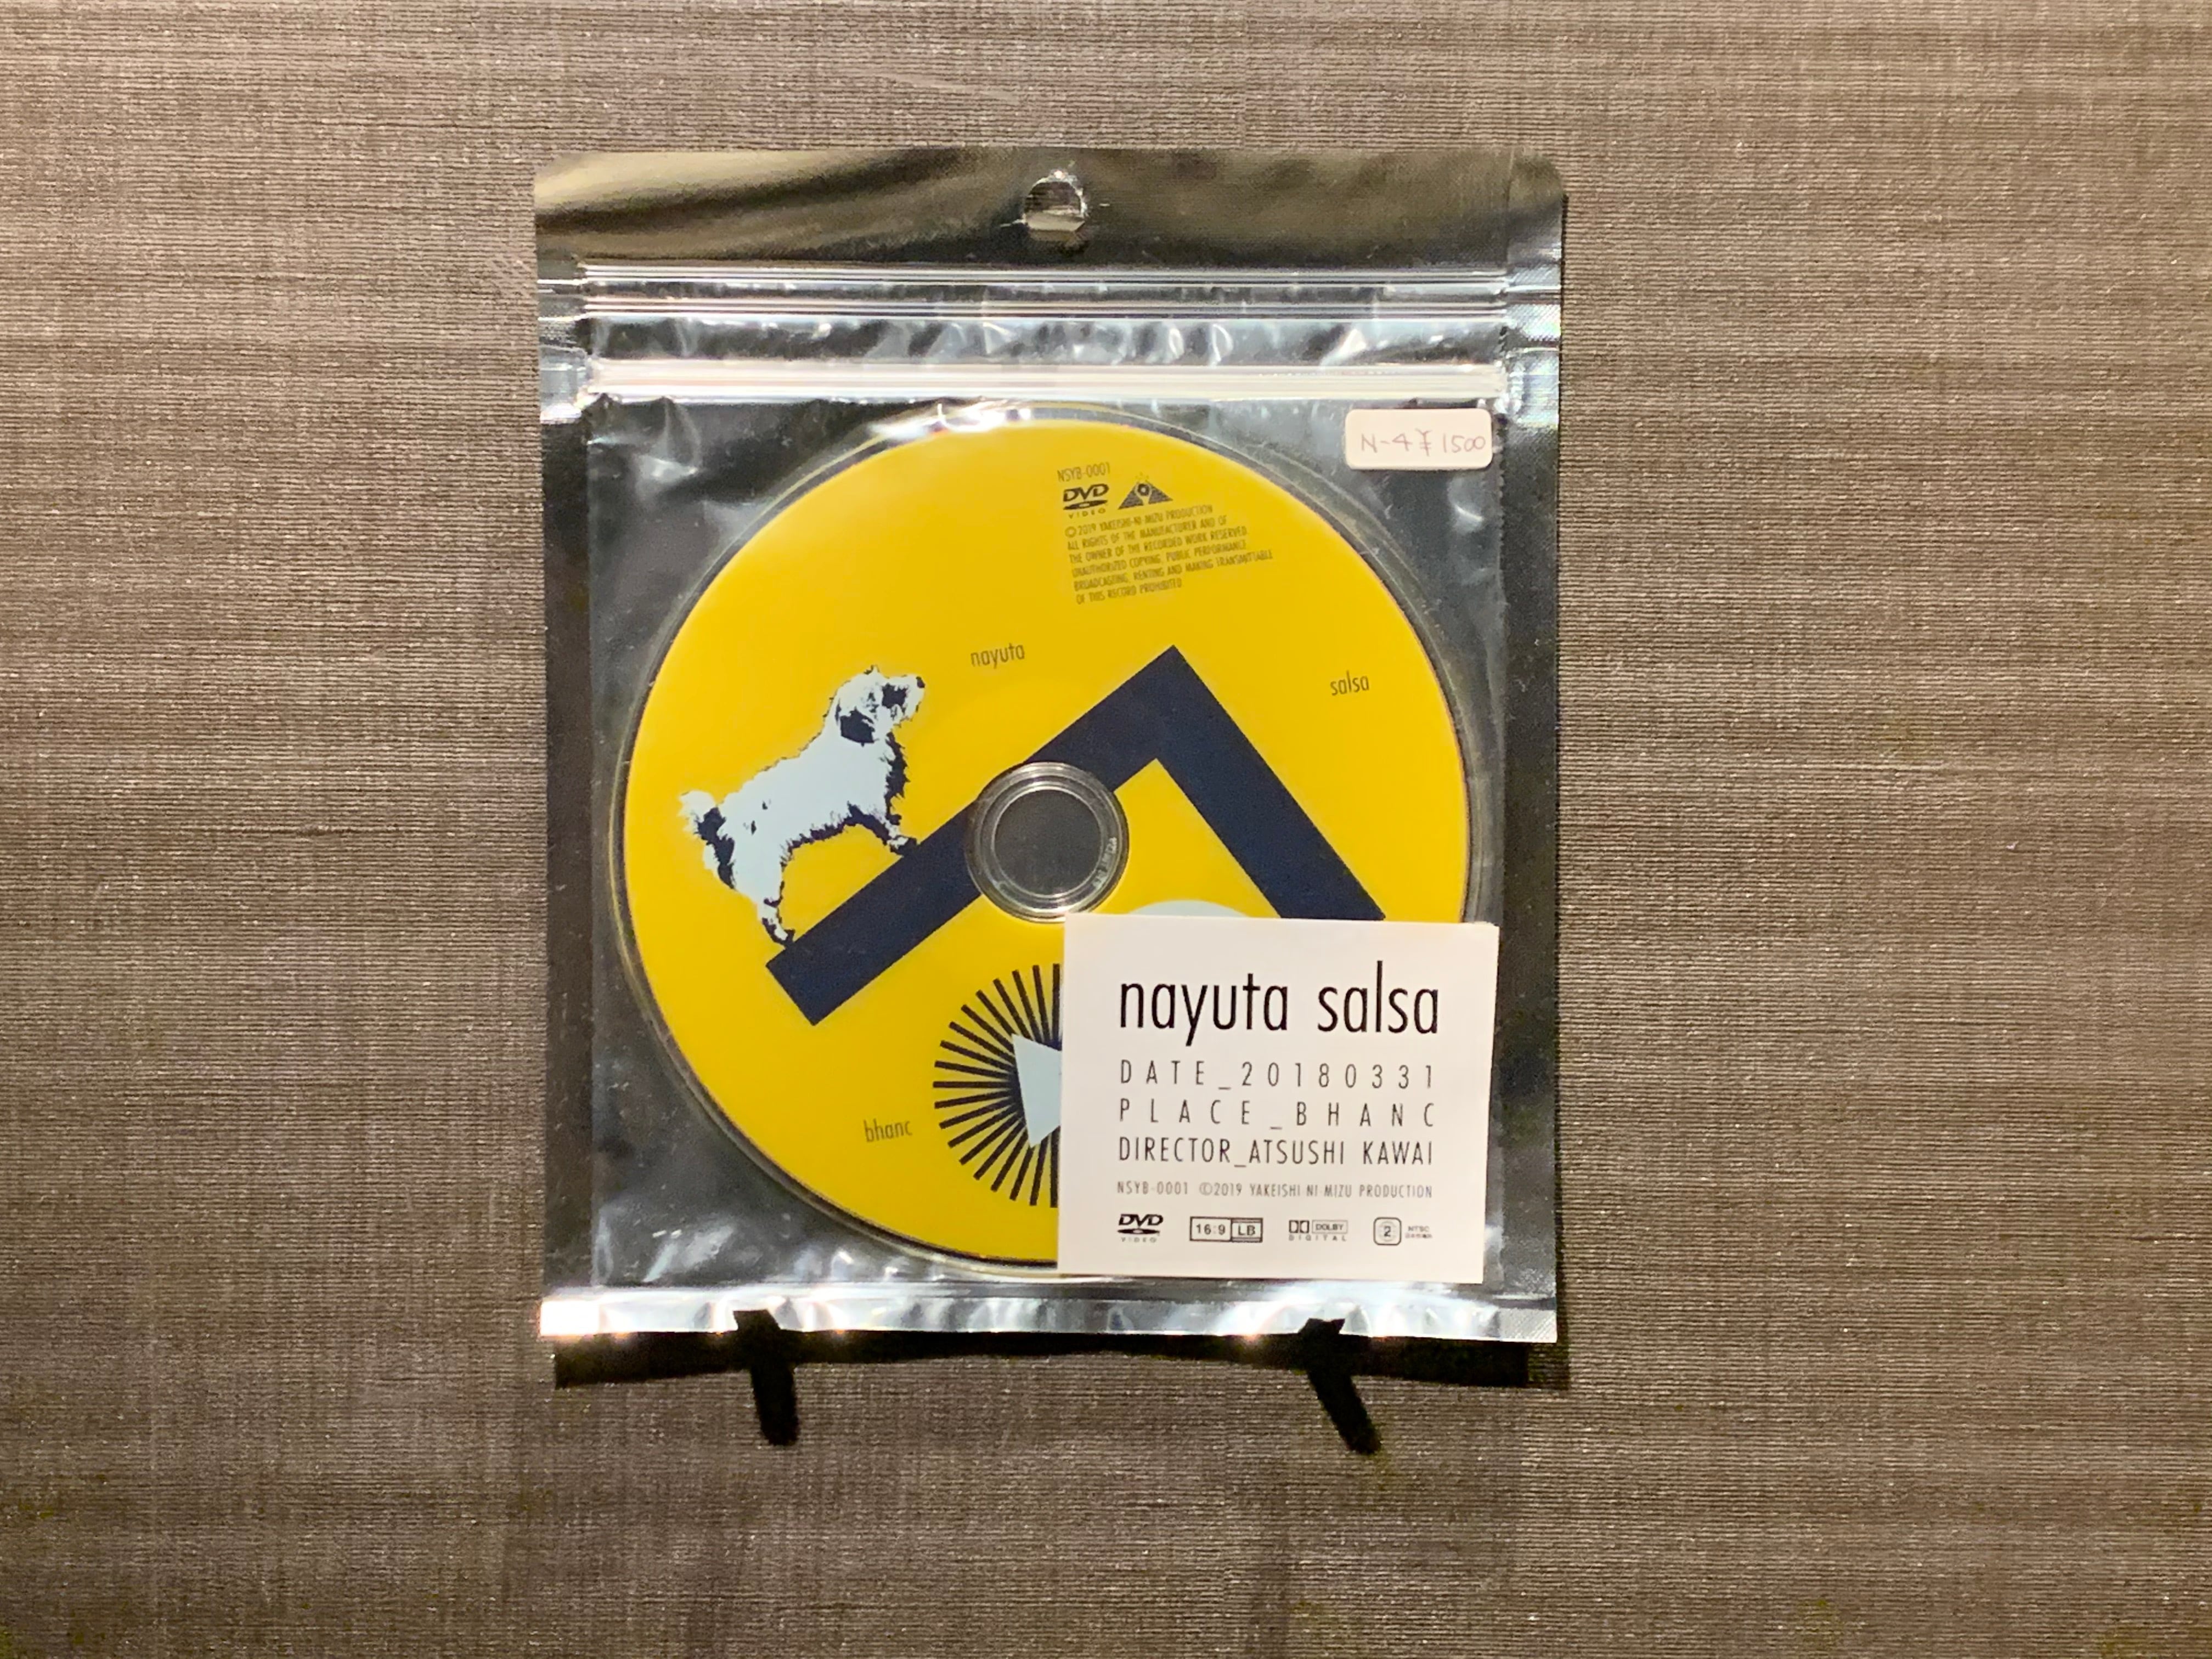 N-4 ¥1500
NSYB-0001
DVD
VIDEO
©2019 YAKEISHI-NI-MIZU PRODUCTION
ALL RIGHTS OF THE MANUFACTURER AND OF
THE OWNER OF THE RECORDED WORK RESERVED
UNAUTHORIZED COPYING, PUBLIC PERFORMANCE,
BROADCASTING, RENTING AND MAKING TRANSMITTABLE
OF THIS RECORD PROHIBITED
nayuta
salsa
bhanc
nayuta salsa
DATE_20180331
PLACE_BHANC
DIRECTOR_ATSUSHI KAWAI
NSYB-0001 ©2019 YAKEISHI-NI-MIZU PRODUCTION
DVD
VIDEO
16:9 LB
DOLBY
DIGITAL
2
NTSC